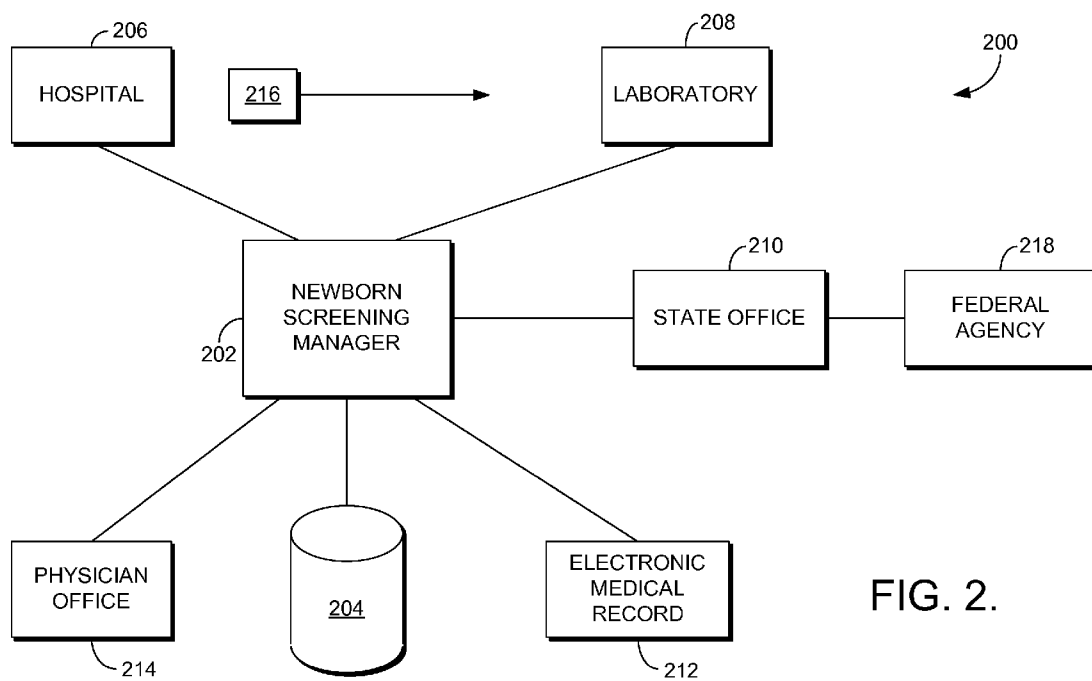 206
HOSPITAL
216
208
LABORATORY
200
NEWBORN
SCREENING
MANAGER
202
210
STATE OFFICE
218
FEDERAL
AGENCY
PHYSICIAN
OFFICE
214
204
ELECTRONIC
MEDICAL
RECORD
212
FIG. 2.